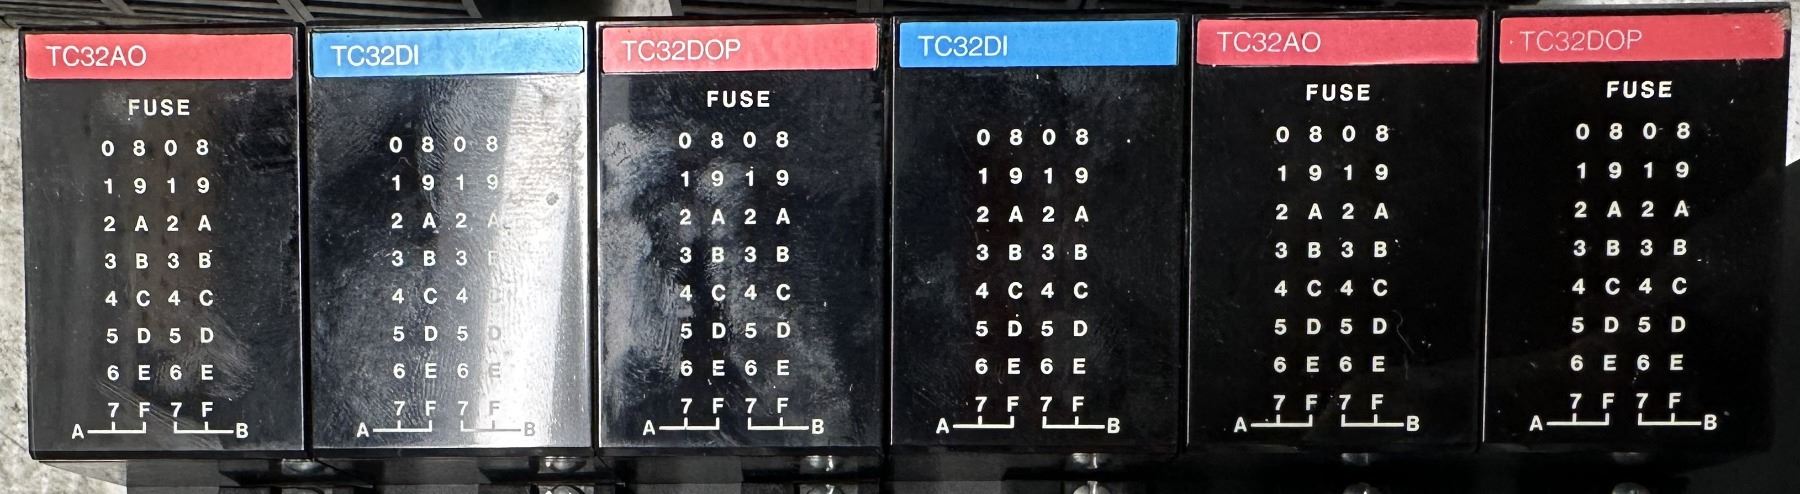 TC32AO
FUSE
0 8 0 8
1 9 1 9
2 A 2 A
3 B 3 B
4 C 4 C
5 D 5 D
6 E 6 E
7 F 7 F
A B
TC32DI
0 8 0 8
1 9 1 9
2 A 2 A
3 B 3 B
4 C 4 C
5 D 5 D
6 E 6 E
7 F 7 F
A B
TC32DOP
FUSE
0 8 0 8
1 9 1 9
2 A 2 A
3 B 3 B
4 C 4 C
5 D 5 D
6 E 6 E
7 F 7 F
A B
TC32DI
0 8 0 8
1 9 1 9
2 A 2 A
3 B 3 B
4 C 4 C
5 D 5 D
6 E 6 E
7 F 7 F
A B
TC32AO
FUSE
0 8 0 8
1 9 1 9
2 A 2 A
3 B 3 B
4 C 4 C
5 D 5 D
6 E 6 E
7 F 7 F
A B
TC32DOP
FUSE
0 8 0 8
1 9 1 9
2 A 2 A
3 B 3 B
4 C 4 C
5 D 5 D
6 E 6 E
7 F 7 F
A B